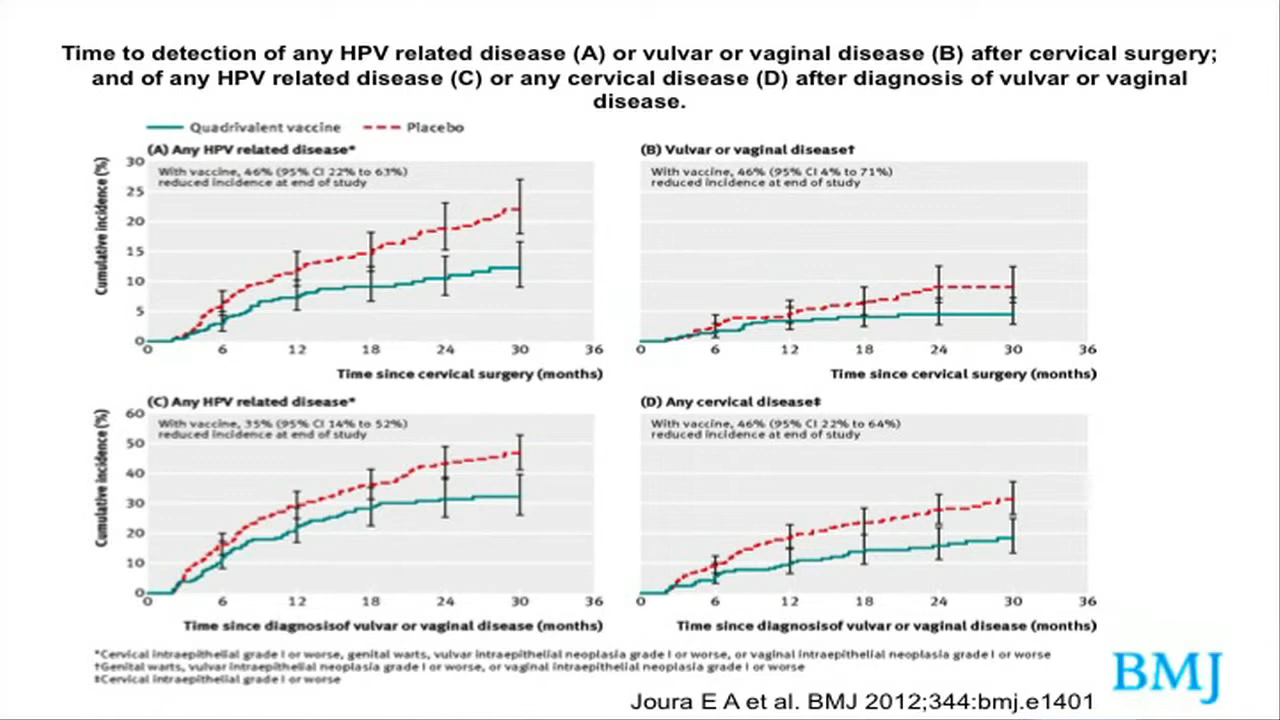 Time to detection of any HPV related disease (A) or vulvar or vaginal disease (B) after cervical surgery;
and of any HPV related disease (C) or any cervical disease (D) after diagnosis of vulvar or vaginal
disease.
Quadrivalent vaccine Placebo
(A) Any HPV related disease*
With vaccine, 46% (95% CI 22% to 63%)
reduced incidence at end of study
Cumulative incidence (%)
30
25
20
15
10
5
0
0 6 12 18 24 30 36
Time since cervical surgery (months)
(B) Vulvar or vaginal disease†
With vaccine, 46% (95% CI 4% to 71%)
reduced incidence at end of study
0 6 12 18 24 30 36
Time since cervical surgery (months)
(C) Any HPV related disease*
With vaccine, 35% (95% CI 14% to 52%)
reduced incidence at end of study
Cumulative incidence (%)
60
50
40
30
20
10
0
0 6 12 18 24 30 36
Time since diagnosisof vulvar or vaginal disease (months)
(D) Any cervical disease‡
With vaccine, 46% (95% CI 22% to 64%)
reduced incidence at end of study
0 6 12 18 24 30 36
Time since diagnosisof vulvar or vaginal disease (months)
*Cervical intraepithelial grade I or worse, genital warts, vulvar intraepithelial neoplasia grade I or worse, or vaginal intraepithelial neoplasia grade I or worse
†Genital warts, vulvar intraepithelial neoplasia grade I or worse, or vaginal intraepithelial neoplasia grade I or worse
‡Cervical intraepithelial grade I or worse
BMJ
Joura E A et al. BMJ 2012;344:bmj.e1401